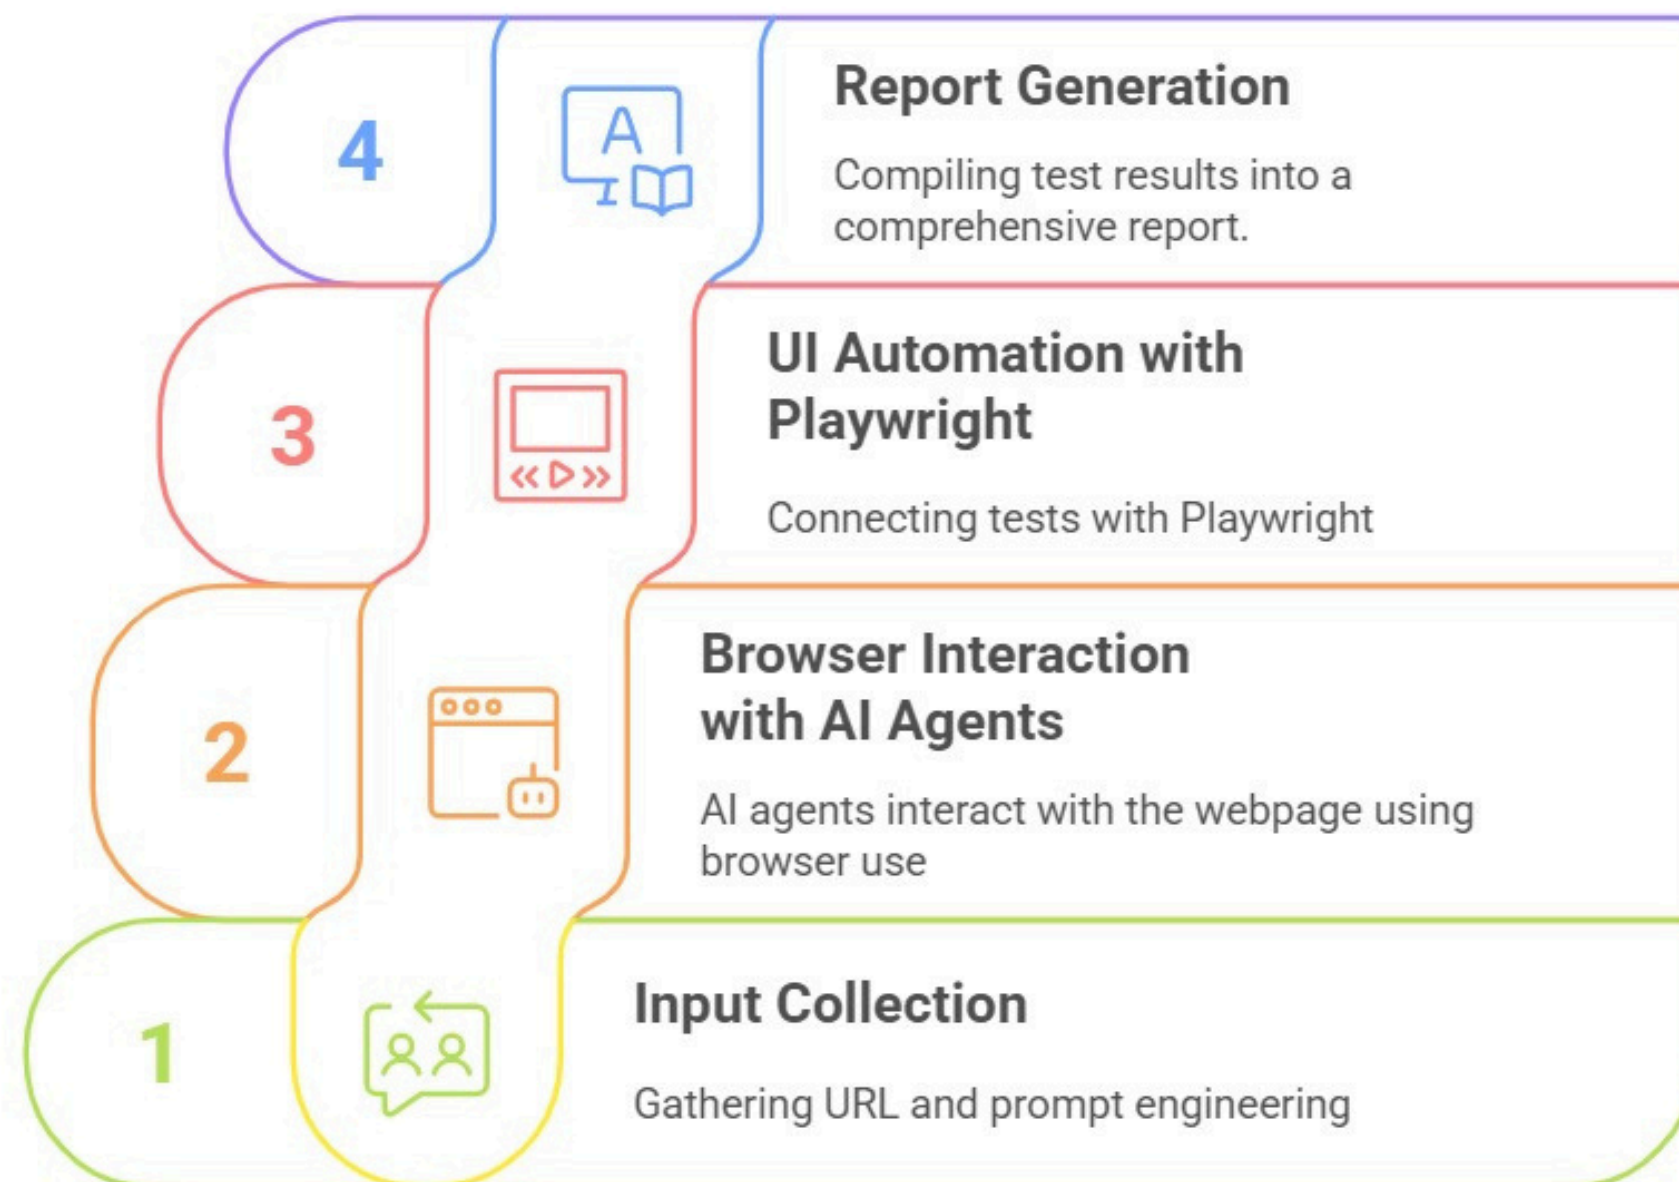 4
A
Report Generation
Compiling test results into a
comprehensive report.
3
UI Automation with
Playwright
Connecting tests with Playwright
2
Browser Interaction
with AI Agents
AI agents interact with the webpage using
browser use
1
Input Collection
Gathering URL and prompt engineering